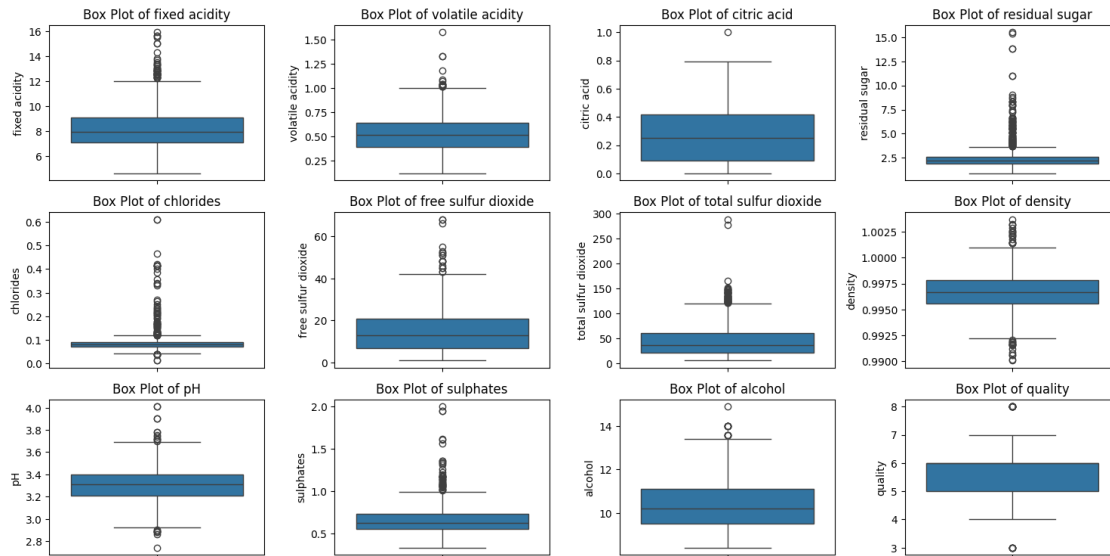 Box Plot of fixed acidity
fixed acidity
16
14
12
10
8
6
Box Plot of volatile acidity
volatile acidity
1.50
1.25
1.00
0.75
0.50
0.25
Box Plot of citric acid
citric acid
1.0
0.8
0.6
0.4
0.2
0.0
Box Plot of residual sugar
residual sugar
15.0
12.5
10.0
7.5
5.0
2.5
Box Plot of chlorides
chlorides
0.6
0.5
0.4
0.3
0.2
0.1
0.0
Box Plot of free sulfur dioxide
free sulfur dioxide
60
40
20
0
Box Plot of total sulfur dioxide
total sulfur dioxide
300
250
200
150
100
50
0
Box Plot of density
density
1.0025
1.0000
0.9975
0.9950
0.9925
0.9900
Box Plot of pH
pH
4.0
3.8
3.6
3.4
3.2
3.0
2.8
Box Plot of sulphates
sulphates
2.0
1.5
1.0
0.5
Box Plot of alcohol
alcohol
14
12
10
Box Plot of quality
quality
8
7
6
5
4
3